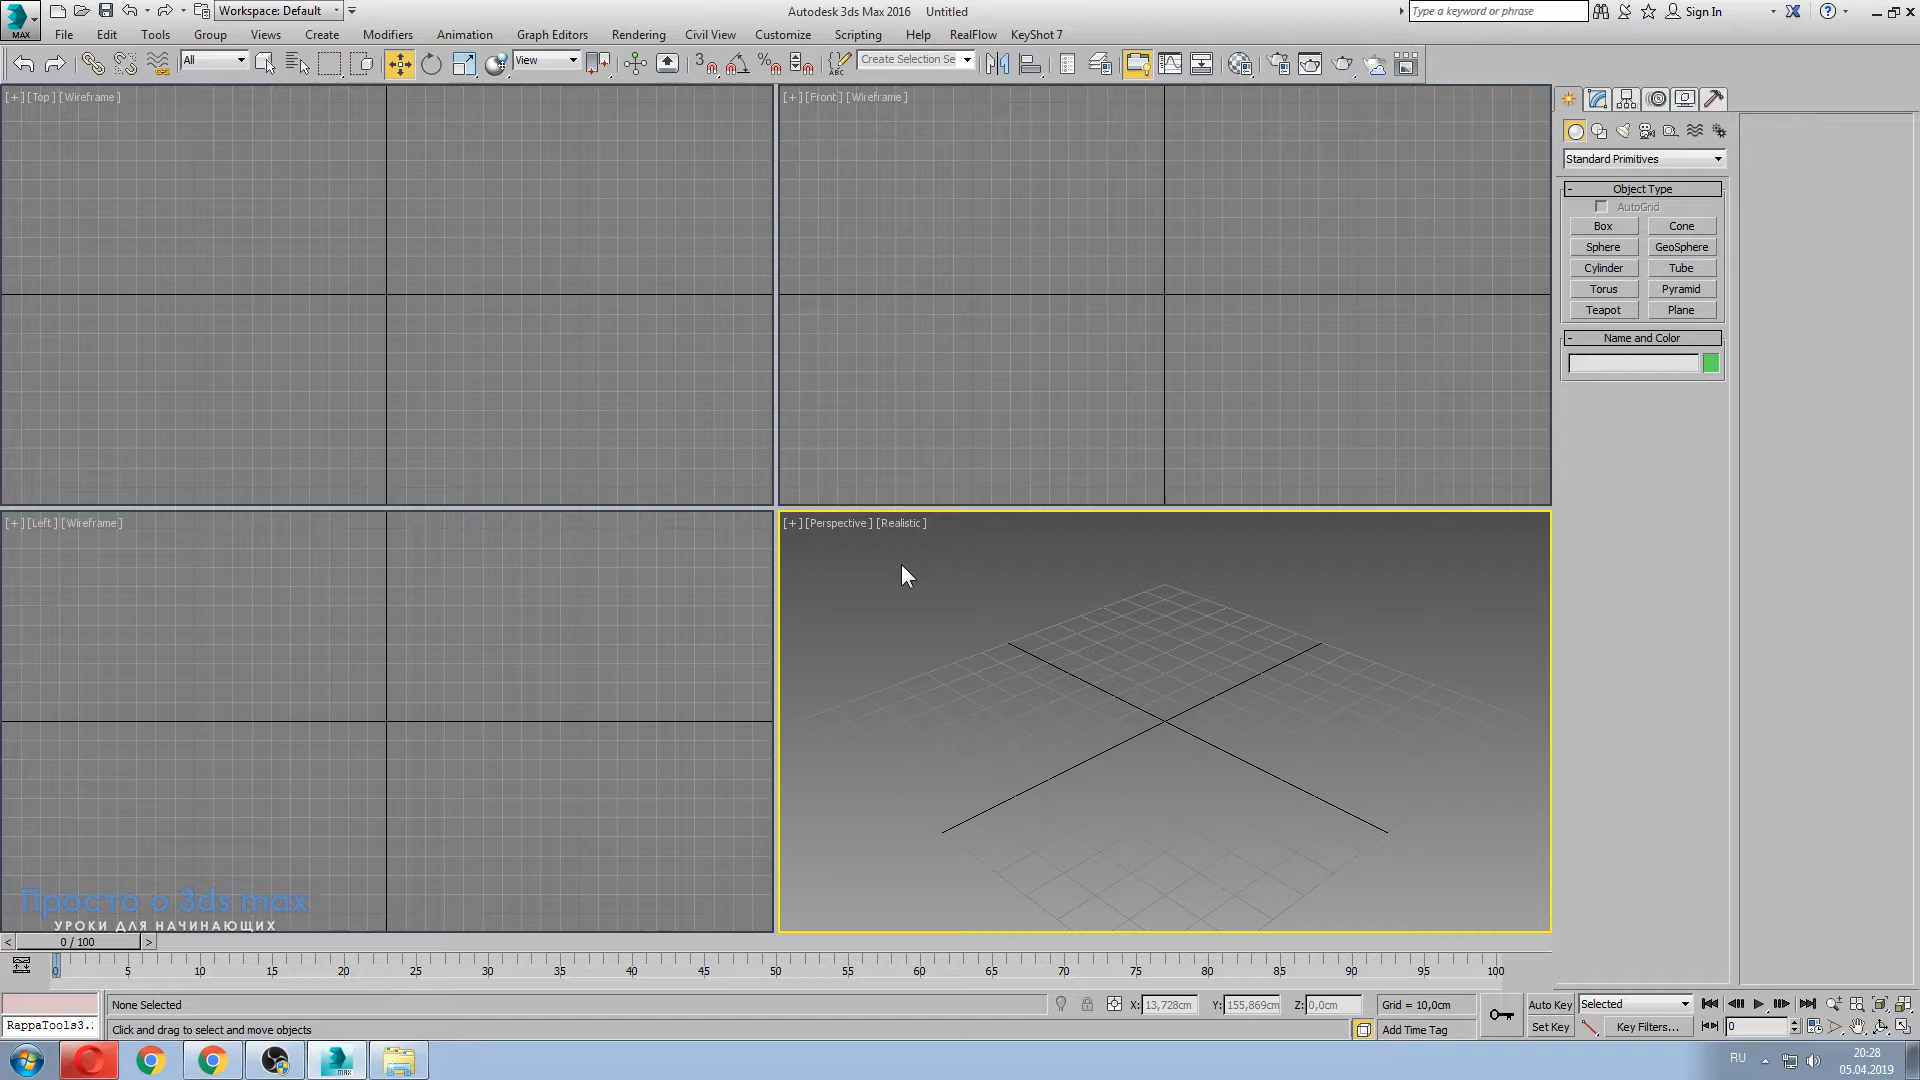 Workspace: Default
Autodesk 3ds Max 2016 Untitled
Type a keyword or phrase
Sign In
MAX
File Edit Tools Group Views Create Modifiers Animation Graph Editors Rendering Civil View Customize Scripting Help RealFlow KeyShot 7
All
View
3
ABC
Create Selection Se
[+] [Top] [Wireframe]
[+] [Front] [Wireframe]
Standard Primitives
- Object Type
AutoGrid
Box Cone
Sphere GeoSphere
Cylinder Tube
Torus Pyramid
Teapot Plane
- Name and Color
[+] [Left] [Wireframe]
[+] [Perspective] [Realistic]
Просто о 3ds max
УРОКИ ДЛЯ НАЧИНАЮЩИХ
< 0 / 100 >
0 5 10 15 20 25 30 35 40 45 50 55 60 65 70 75 80 85 90 95 100
None Selected
X: 13,728cm Y: 155,869cm Z: 0,0cm Grid = 10,0cm
Auto Key Selected
RappaTools3.
Click and drag to select and move objects
Add Time Tag
Set Key Key Filters... 0
MAX
RU
20:28
05.04.2019